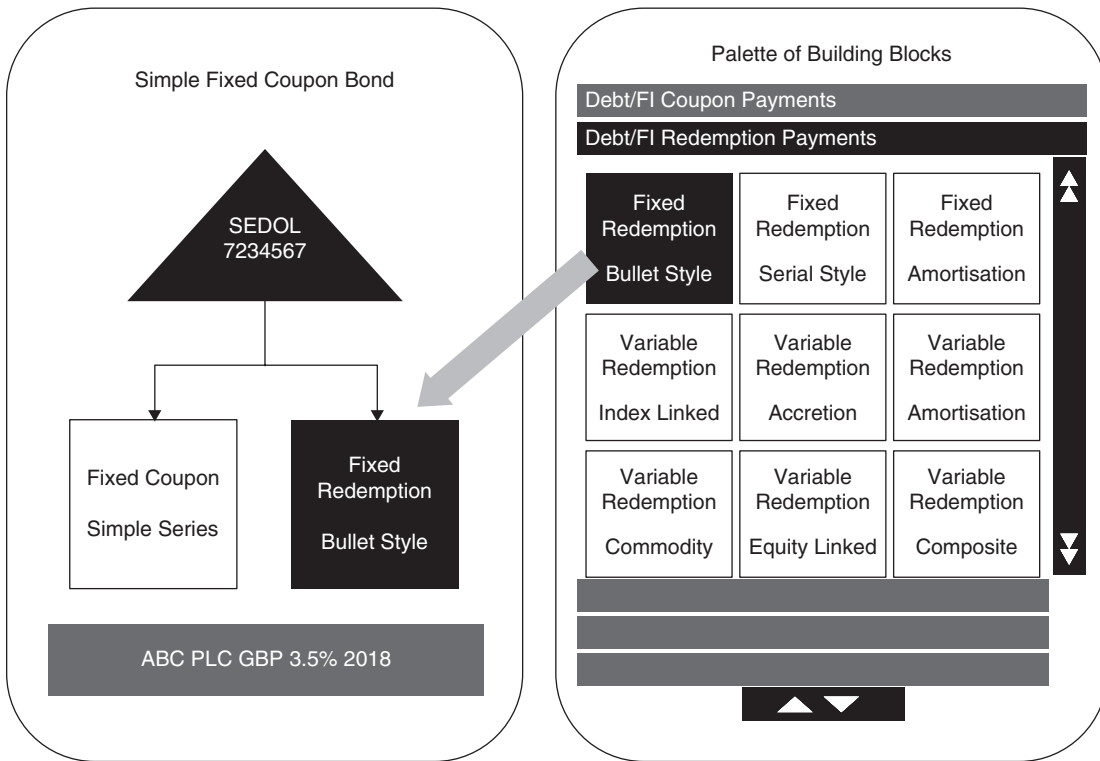 Simple Fixed Coupon Bond
SEDOL
7234567
Fixed Coupon
Simple Series
Fixed
Redemption
Bullet Style
ABC PLC GBP 3.5% 2018
Palette of Building Blocks
Debt/FI Coupon Payments
Debt/FI Redemption Payments
Fixed
Redemption
Bullet Style
Fixed
Redemption
Serial Style
Fixed
Redemption
Amortisation
Variable
Redemption
Index Linked
Variable
Redemption
Accretion
Variable
Redemption
Amortisation
Variable
Redemption
Commodity
Variable
Redemption
Equity Linked
Variable
Redemption
Composite